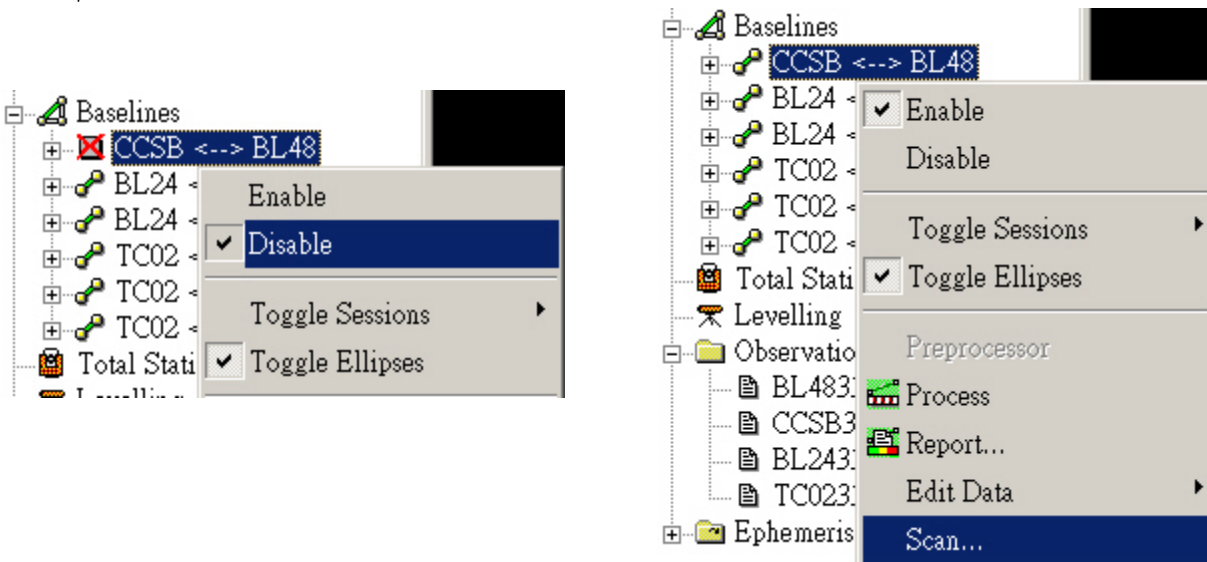 Baselines
CCSB <--> BL48
BL24 <
BL24 <
TC02 <
TC02 <
TC02 <
Total Stati
Enable
Disable
Toggle Sessions
Toggle Ellipses
Baselines
CCSB <--> BL48
BL24 <
BL24 <
TC02 <
TC02 <
TC02 <
Total Stati
Levelling
Observatio
BL483
CCSB3
BL243
TC023
Ephemeris
Enable
Disable
Toggle Sessions
Toggle Ellipses
Preprocessor
Process
Report...
Edit Data
Scan...